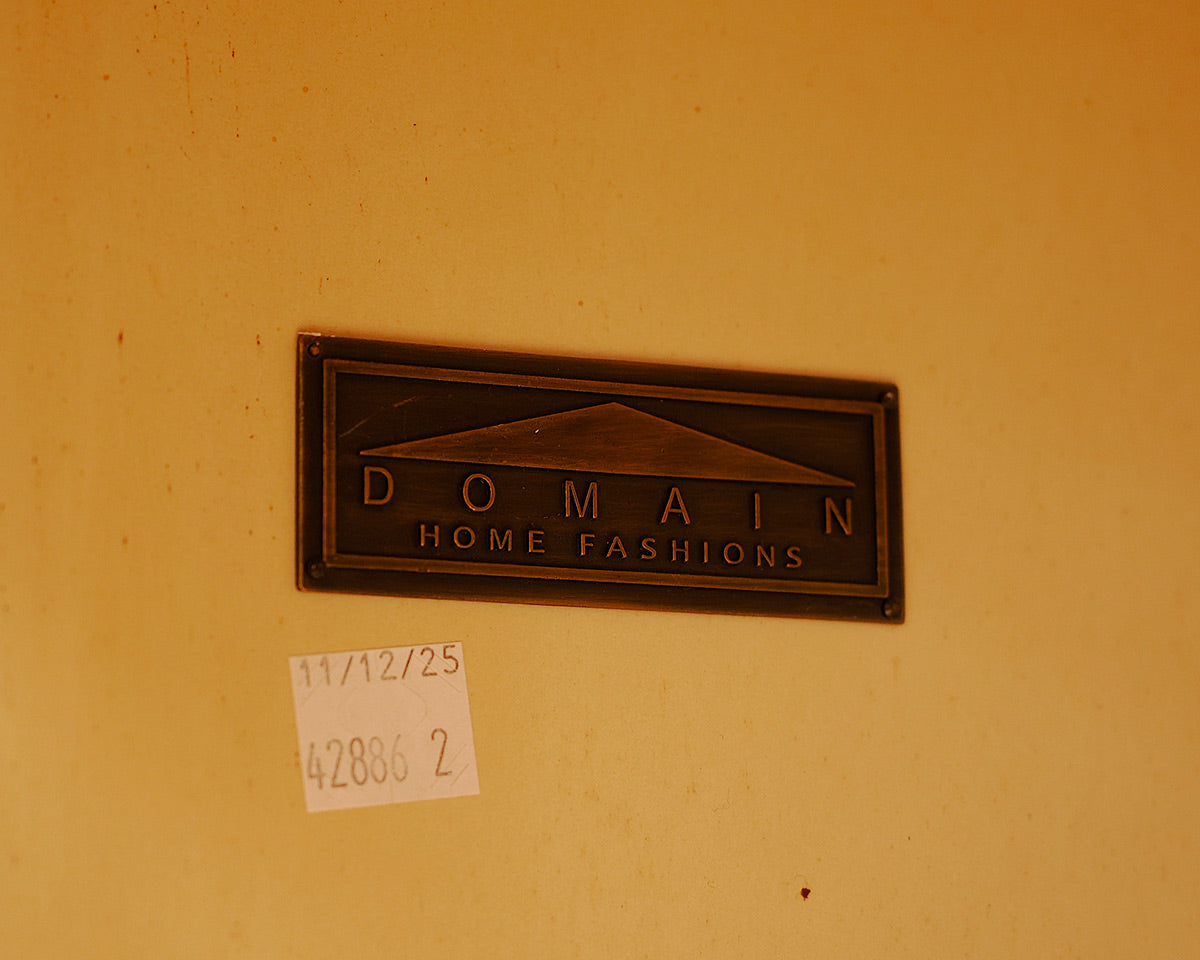 DOMAIN
HOME FASHIONS
11/12/25
42886 2